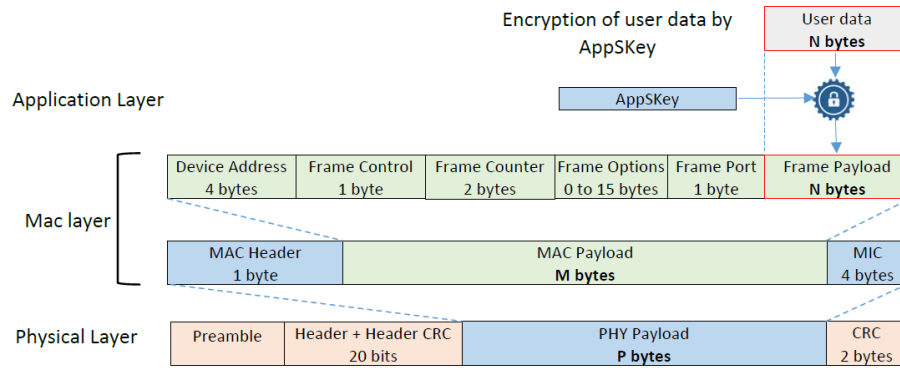 Encryption of user data by
AppSKey
User data
N bytes
Application Layer
AppSKey
Device Address
4 bytes
Frame Control
1 byte
Frame Counter
2 bytes
Frame Options
0 to 15 bytes
Frame Port
1 byte
Frame Payload
N bytes
Mac layer
MAC Header
1 byte
MAC Payload
M bytes
MIC
4 bytes
Physical Layer
Preamble
Header + Header CRC
20 bits
PHY Payload
P bytes
CRC
2 bytes